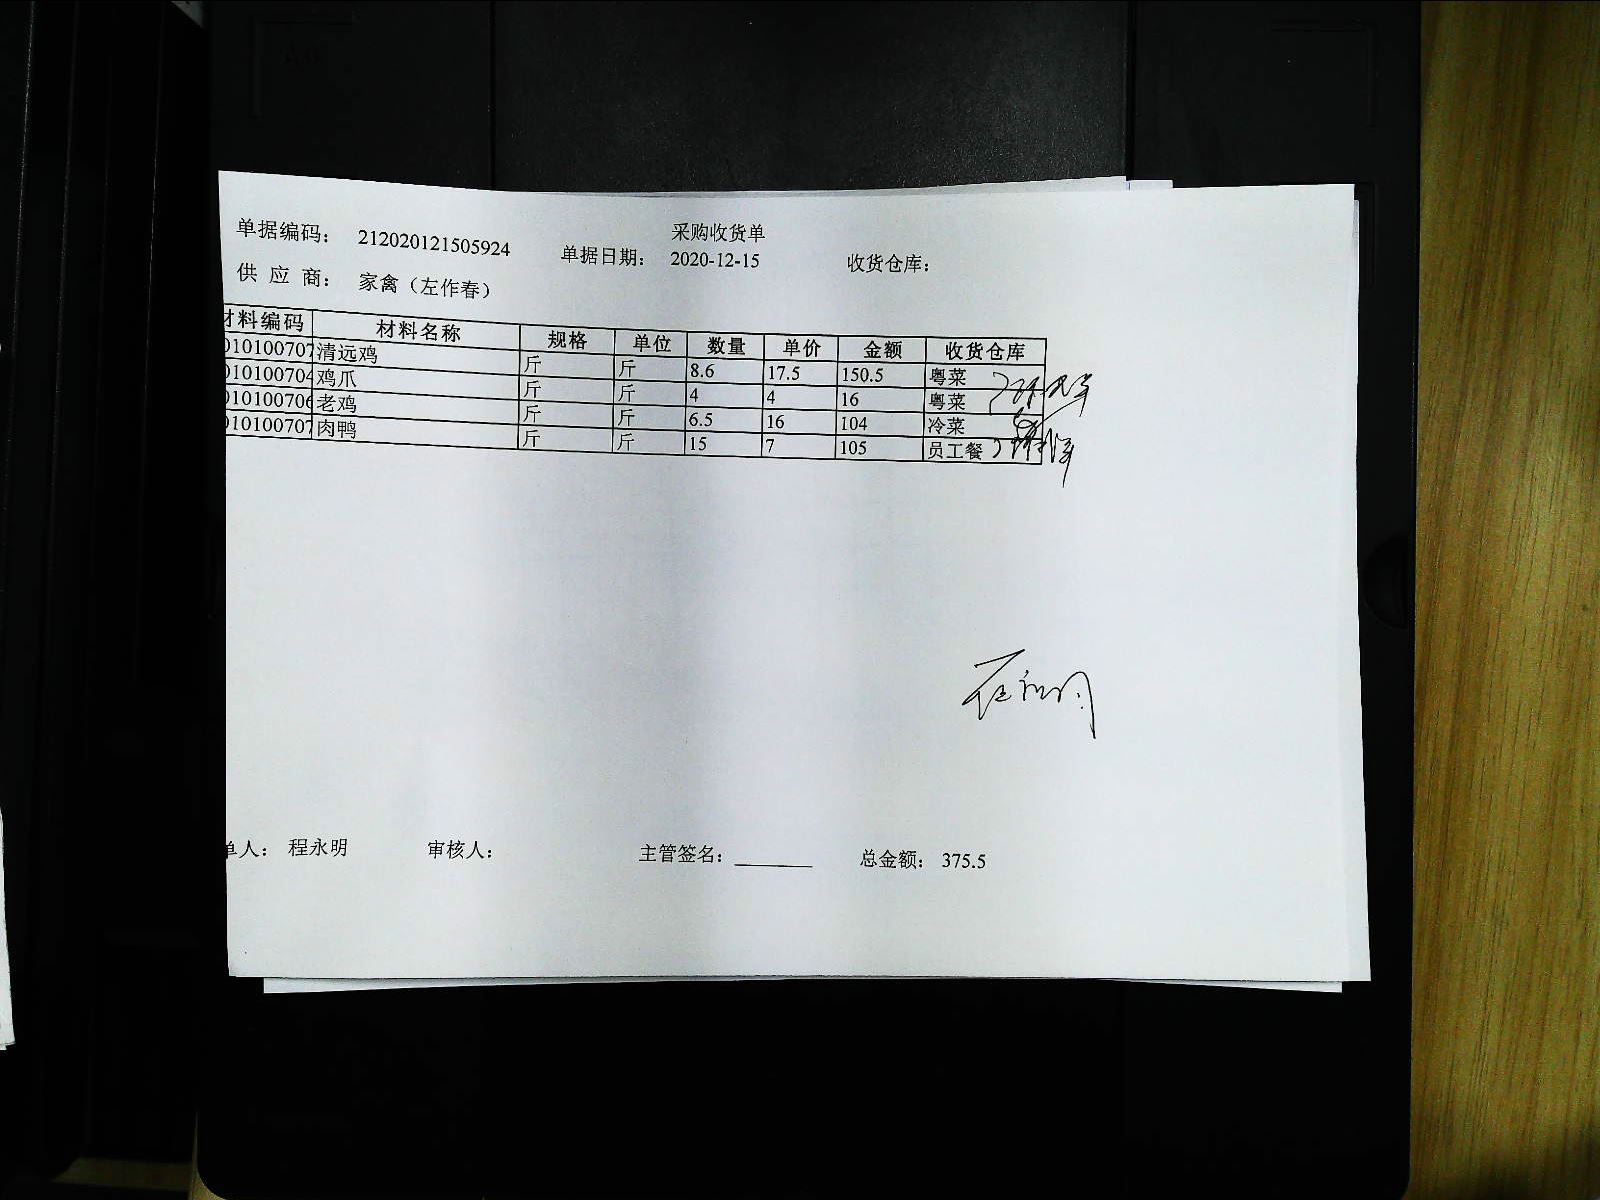 采购收货单
单据编码： 212020121505924 单据日期： 2020-12-15 收货仓库：
供 应 商： 家禽（左作春）
材料编码 材料名称 规格 单位 数量 单价 金额 收货仓库
010100707 清远鸡 斤 斤 8.6 17.5 150.5 粤菜
010100704 鸡爪 斤 斤 4 4 16 粤菜
010100706 老鸡 斤 斤 6.5 16 104 冷菜
010100707 肉鸭 斤 斤 15 7 105 员工餐
单人： 程永明 审核人： 主管签名： 总金额： 375.5